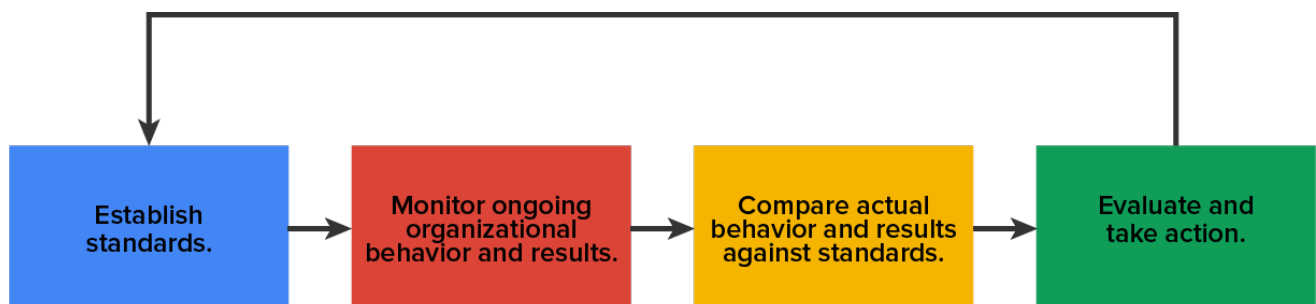 Establish
standards.
Monitor ongoing
organizational
behavior and results.
Compare actual
behavior and results
against standards.
Evaluate and
take action.